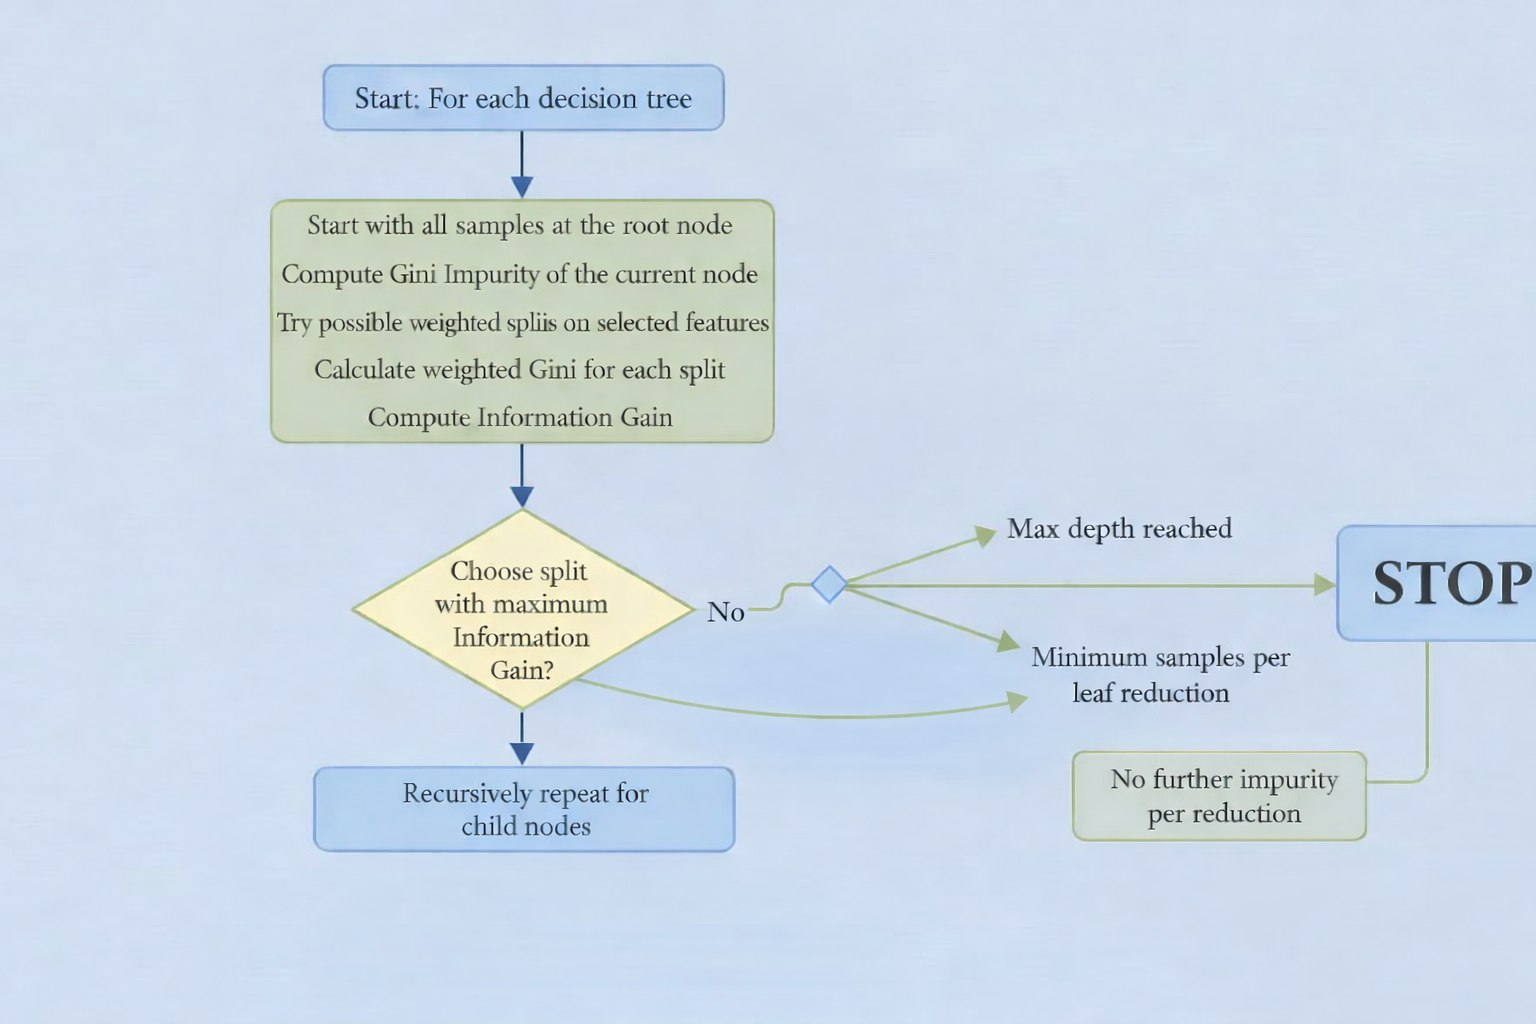 Start: For each decision tree
Start with all samples at the root node
Compute Gini Impurity of the current node
Try possible weighted spliis on selected features
Calculate weighted Gini for each split
Compute Information Gain
Choose split
with maximum
Information
Gain?
No
Max depth reached
STOP
Minimum samples per
leaf reduction
No further impurity
per reduction
Recursively repeat for
child nodes